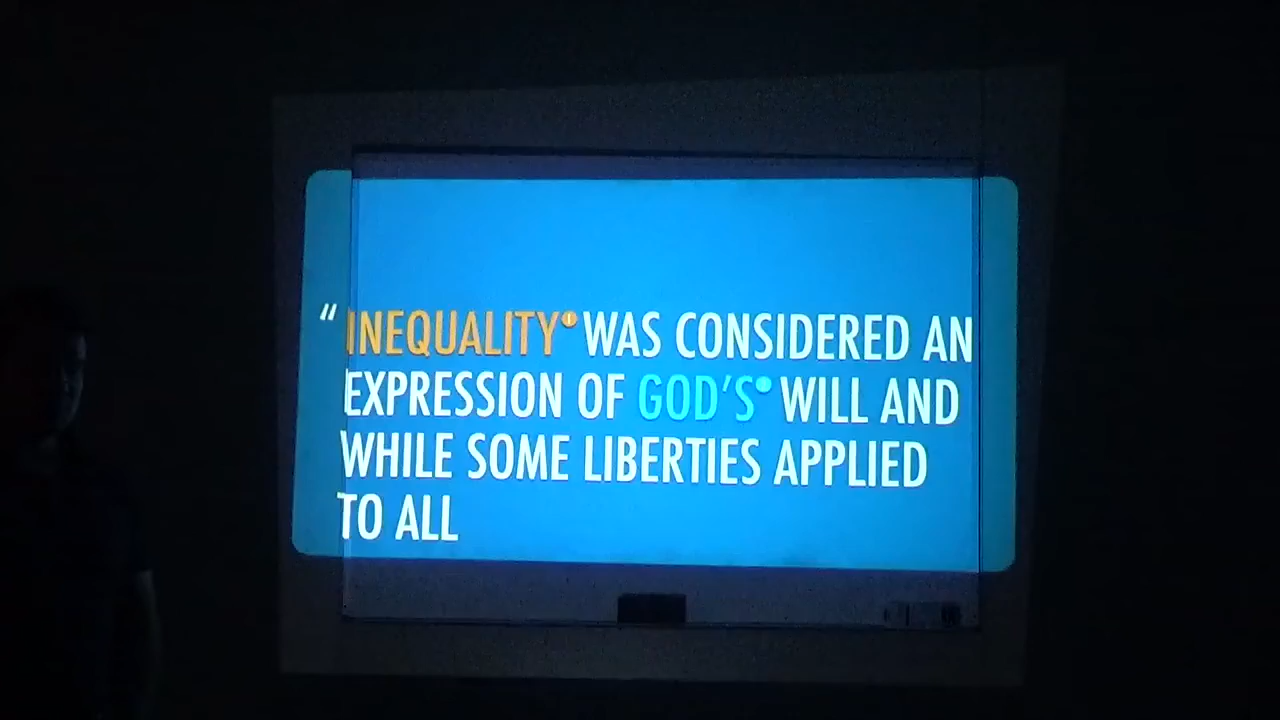 “INEQUALITY WAS CONSIDERED AN
EXPRESSION OF GOD’S WILL AND
WHILE SOME LIBERTIES APPLIED
TO ALL